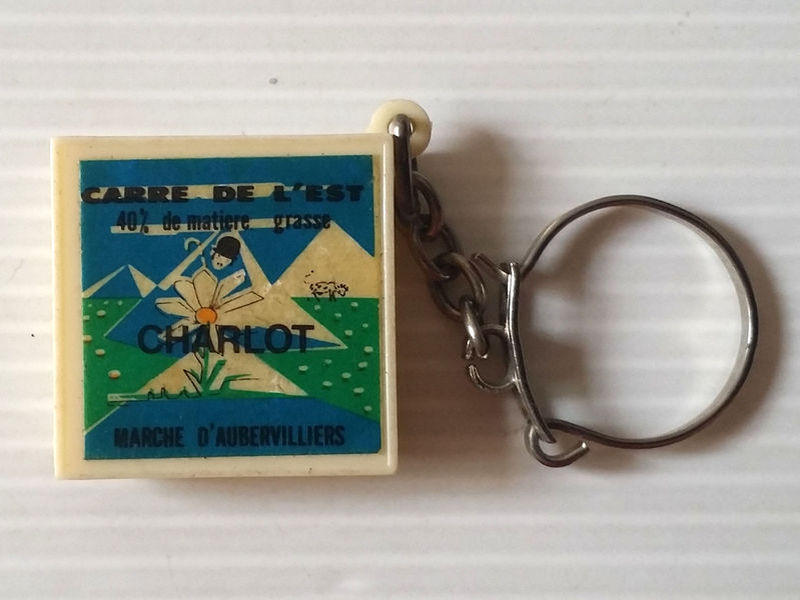 CARRE DE L'EST
40% de matiere grasse
CHARLOT
MARCHE D'AUBERVILLIERS